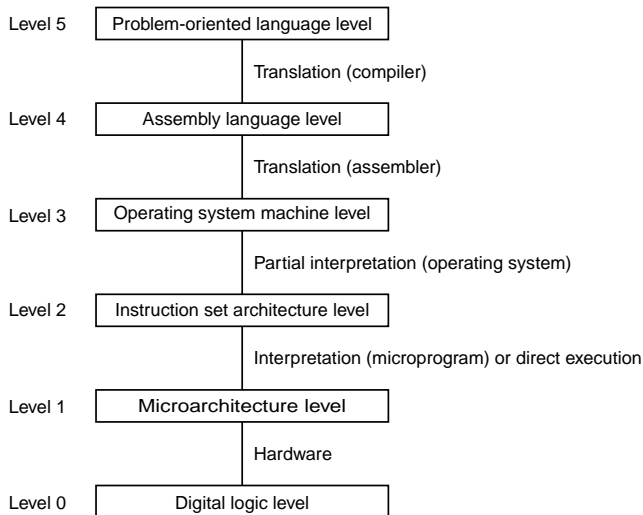 Level 5 Problem-oriented language level
Translation (compiler)
Level 4 Assembly language level
Translation (assembler)
Level 3 Operating system machine level
Partial interpretation (operating system)
Level 2 Instruction set architecture level
Interpretation (microprogram) or direct execution
Level 1 Microarchitecture level
Hardware
Level 0 Digital logic level